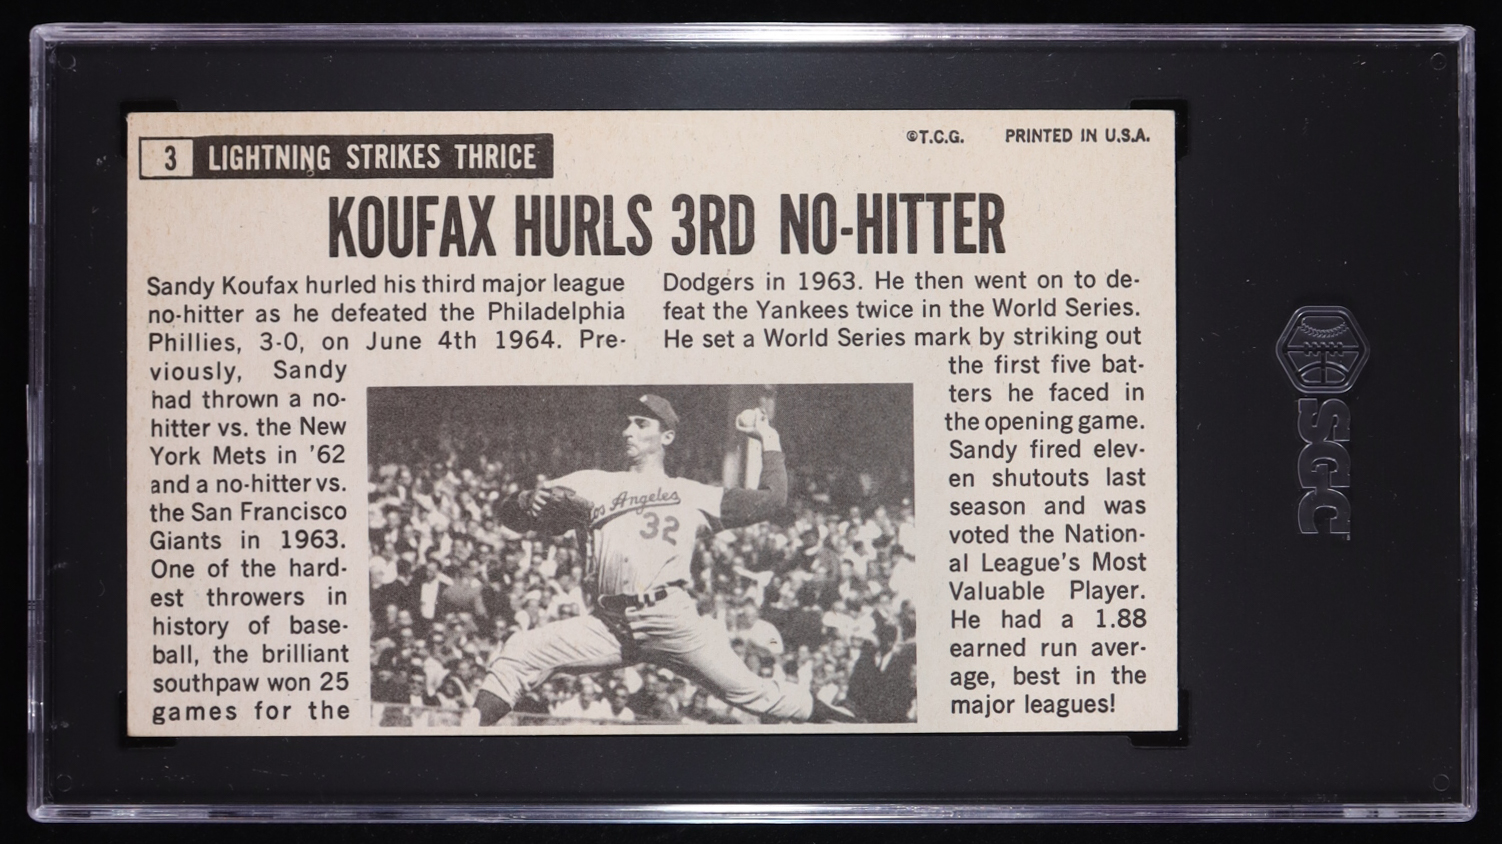 3 LIGHTNING STRIKES THRICE
©T.C.G. PRINTED IN U.S.A.
KOUFAX HURLS 3RD NO-HITTER
Sandy Koufax hurled his third major league
no-hitter as he defeated the Philadelphia
Phillies, 3-0, on June 4th 1964. Pre-
viously, Sandy
had thrown a no-
hitter vs. the New
York Mets in '62
and a no-hitter vs.
the San Francisco
Giants in 1963.
One of the hard-
est throwers in
history of base-
ball, the brilliant
southpaw won 25
games for the
Dodgers in 1963. He then went on to de-
feat the Yankees twice in the World Series.
He set a World Series mark by striking out
the first five bat-
ters he faced in
the opening game.
Sandy fired elev-
en shutouts last
season and was
voted the Nation-
al League's Most
Valuable Player.
He had a 1.88
earned run aver-
age, best in the
major leagues!
Los Angeles
32
SGC